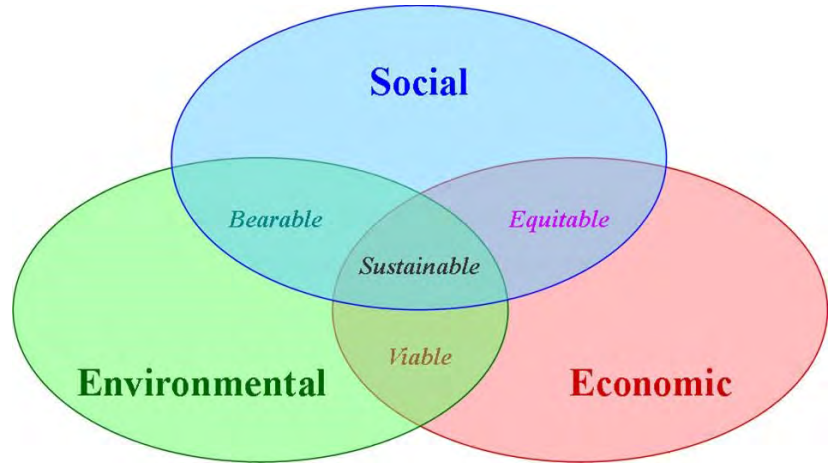 Social
Bearable
Equitable
Sustainable
Viable
Environmental
Economic